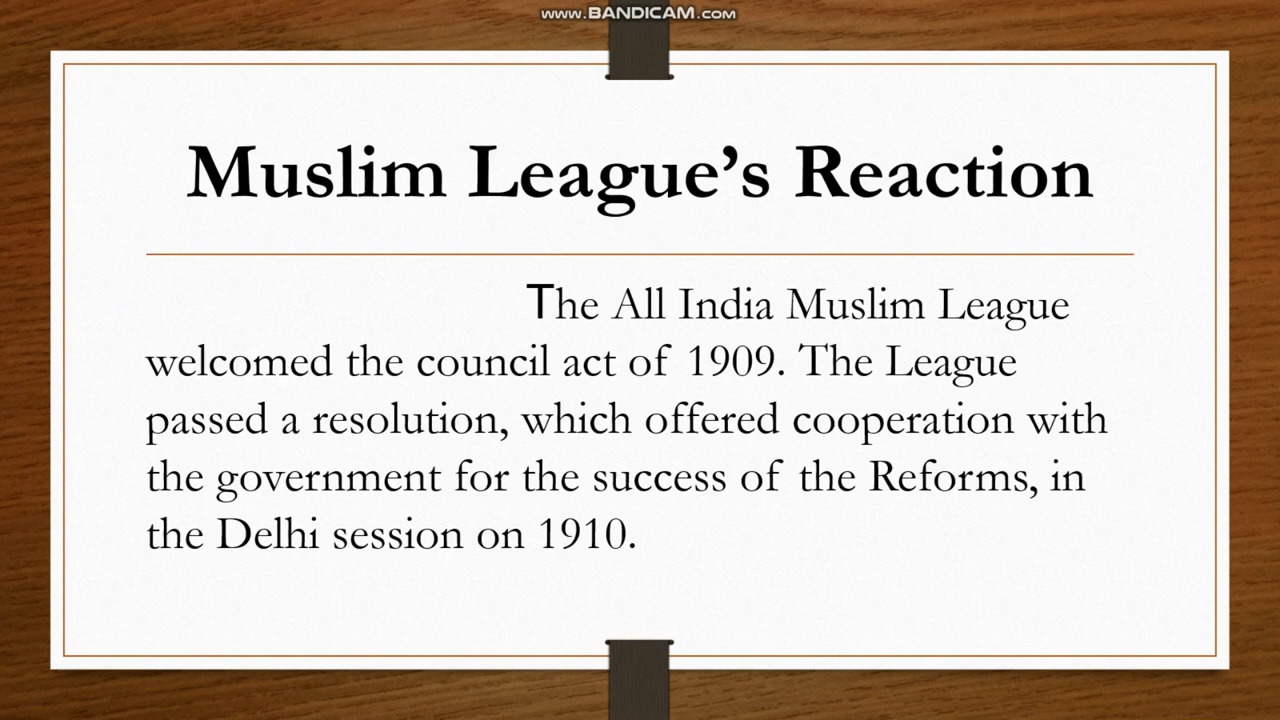 www.BANDICAM.com
Muslim League’s Reaction
The All India Muslim League
welcomed the council act of 1909. The League
passed a resolution, which offered cooperation with
the government for the success of the Reforms, in
the Delhi session on 1910.